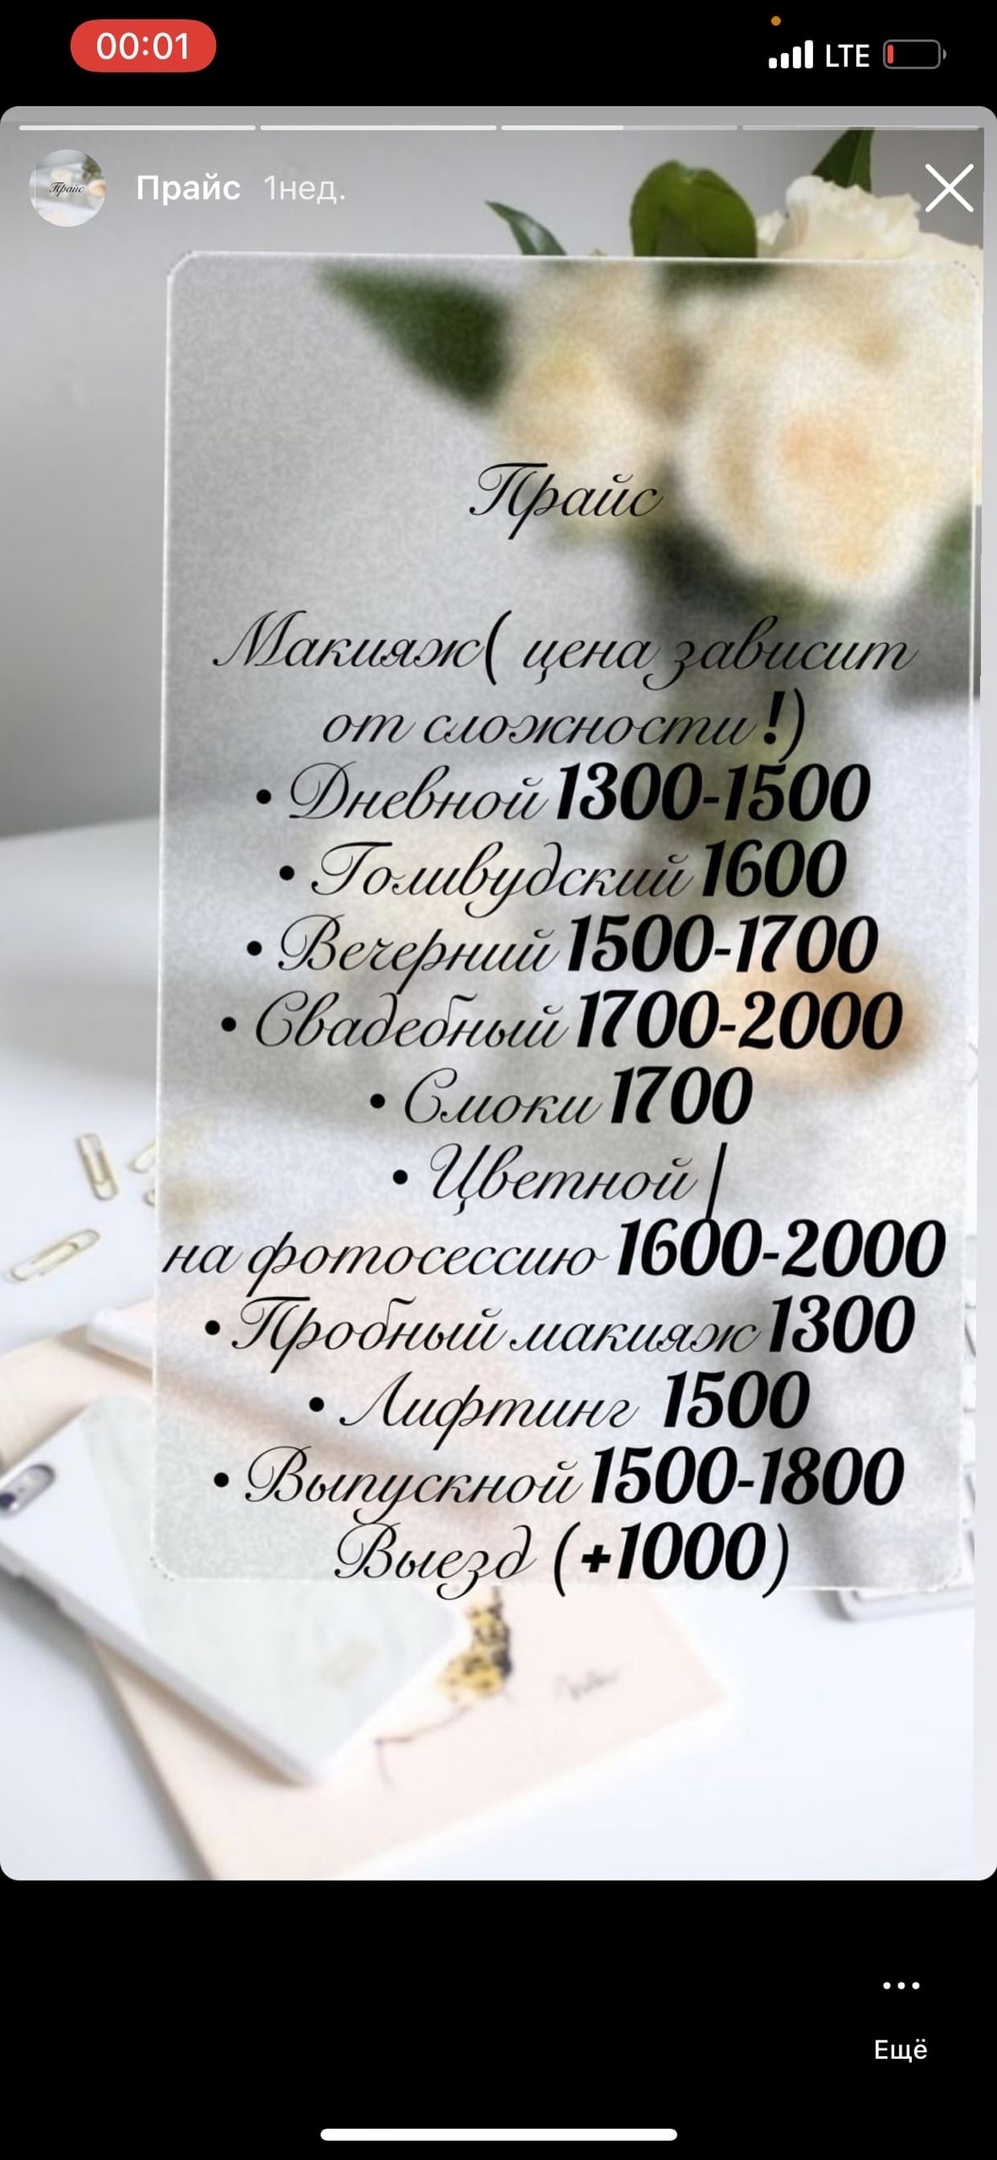 00:01
LTE
Прайс
Прайс 1нед.
Прайс
Макияж( цена зависит
от сложности!)
• Дневной 1300-1500
• Голивудский 1600
• Вечерний 1500-1700
• Свадебный 1700-2000
• Смоки 1700
• Цветной/
на фотосессию 1600-2000
• Пробный макияж 1300
• Лифтинг 1500
• Выпускной 1500-1800
Выезд (+1000)
Ещё